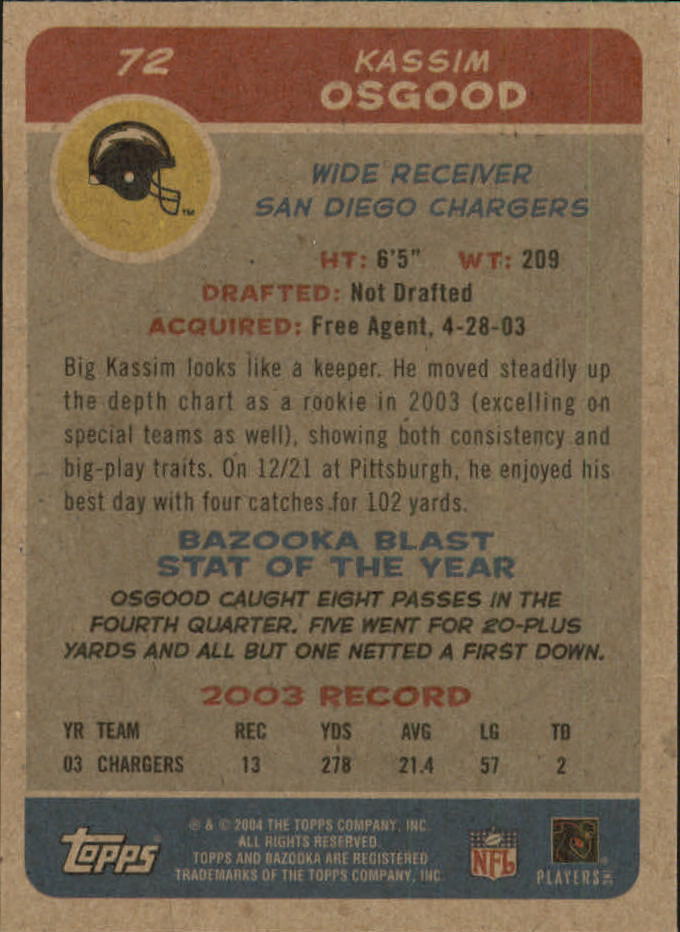 72
KASSIM
OSGOOD
TM
WIDE RECEIVER
SAN DIEGO CHARGERS
HT: 6'5" WT: 209
DRAFTED: Not Drafted
ACQUIRED: Free Agent, 4-28-03
Big Kassim looks like a keeper. He moved steadily up
the depth chart as a rookie in 2003 (excelling on
special teams as well), showing both consistency and
big-play traits. On 12/21 at Pittsburgh, he enjoyed his
best day with four catches for 102 yards.
BAZOOKA BLAST
STAT OF THE YEAR
OSGOOD CAUGHT EIGHT PASSES IN THE
FOURTH QUARTER. FIVE WENT FOR 20-PLUS
YARDS AND ALL BUT ONE NETTED A FIRST DOWN.
2003 RECORD
YR TEAM REC YDS AVG LG TD
03 CHARGERS 13 278 21.4 57 2
topps
® & © 2004 THE TOPPS COMPANY, INC.
ALL RIGHTS RESERVED.
TOPPS AND BAZOOKA ARE REGISTERED
TRADEMARKS OF THE TOPPS COMPANY, INC.
NFL
PLAYERS INC